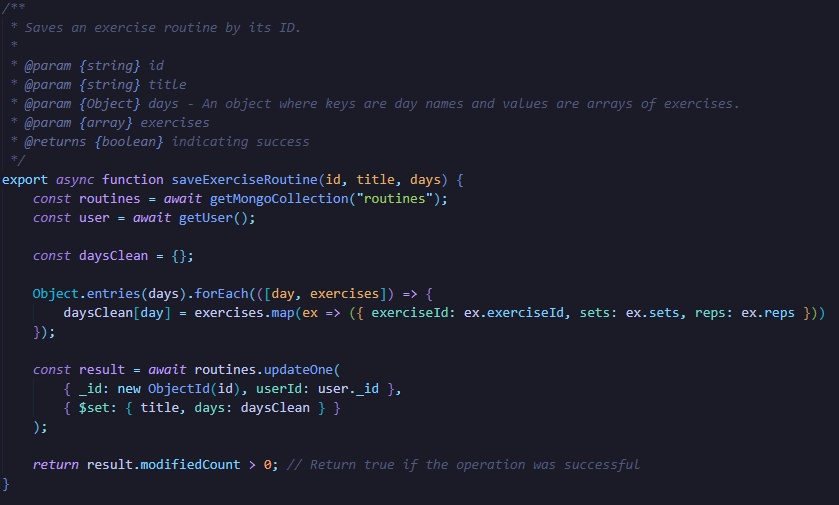 /**
 * Saves an exercise routine by its ID.
 *
 * @param {string} id
 * @param {string} title
 * @param {Object} days - An object where keys are day names and values are arrays of exercises.
 * @param {array} exercises
 * @returns {boolean} indicating success
 */
export async function saveExerciseRoutine(id, title, days) {
    const routines = await getMongoCollection("routines");
    const user = await getUser();

    const daysClean = {};

    Object.entries(days).forEach(([day, exercises]) => {
        daysClean[day] = exercises.map(ex => ({ exerciseId: ex.exerciseId, sets: ex.sets, reps: ex.reps }))
    });

    const result = await routines.updateOne(
        { _id: new ObjectId(id), userId: user._id },
        { $set: { title, days: daysClean } }
    );

    return result.modifiedCount > 0; // Return true if the operation was successful
}